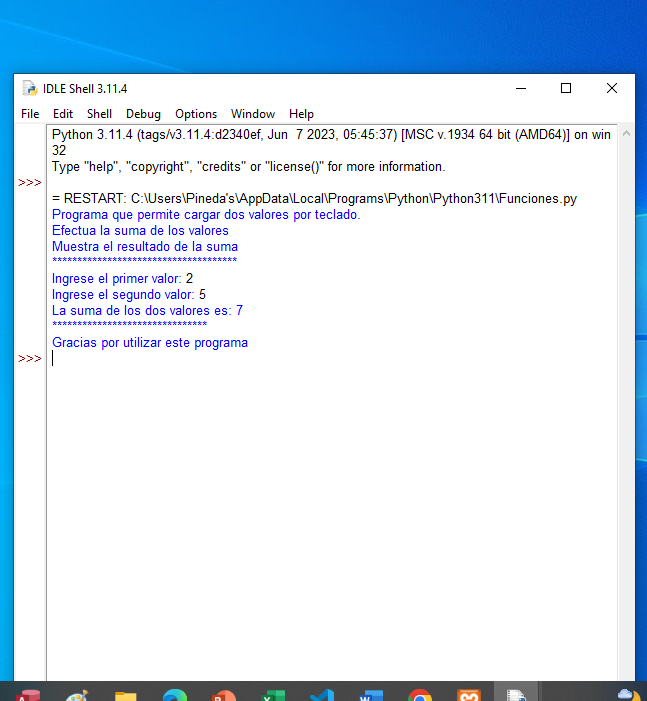 IDLE Shell 3.11.4
File Edit Shell Debug Options Window Help
Python 3.11.4 (tags/v3.11.4:d2340ef, Jun  7 2023, 05:45:37) [MSC v.1934 64 bit (AMD64)] on win
32
Type "help", "copyright", "credits" or "license()" for more information.
>>>
= RESTART: C:\Users\Pineda's\AppData\Local\Programs\Python\Python311\Funciones.py
Programa que permite cargar dos valores por teclado.
Efectua la suma de los valores
Muestra el resultado de la suma
*************************************
Ingrese el primer valor: 2
Ingrese el segundo valor: 5
La suma de los dos valores es: 7
*******************************
Gracias por utilizar este programa
>>>